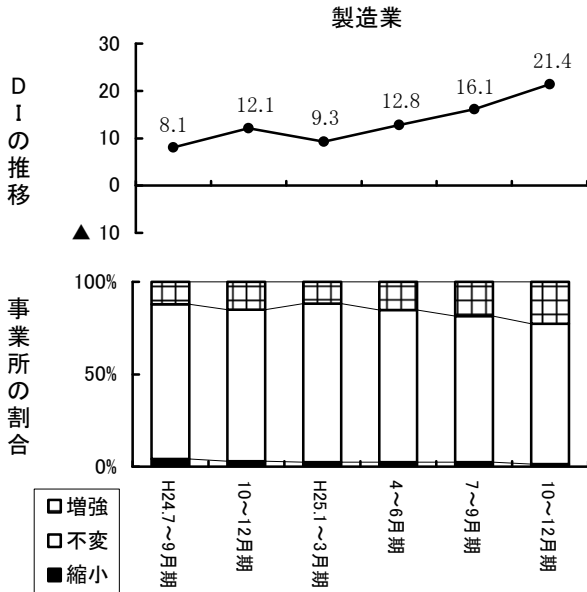 製造業
DIの推移
30
20
10
0
▲ 10
8.1
12.1
9.3
12.8
16.1
21.4
事業所の割合
100%
50%
0%
H24.7～9月期
10～12月期
H25.1～3月期
4～6月期
7～9月期
10～12月期
増強
不変
縮小